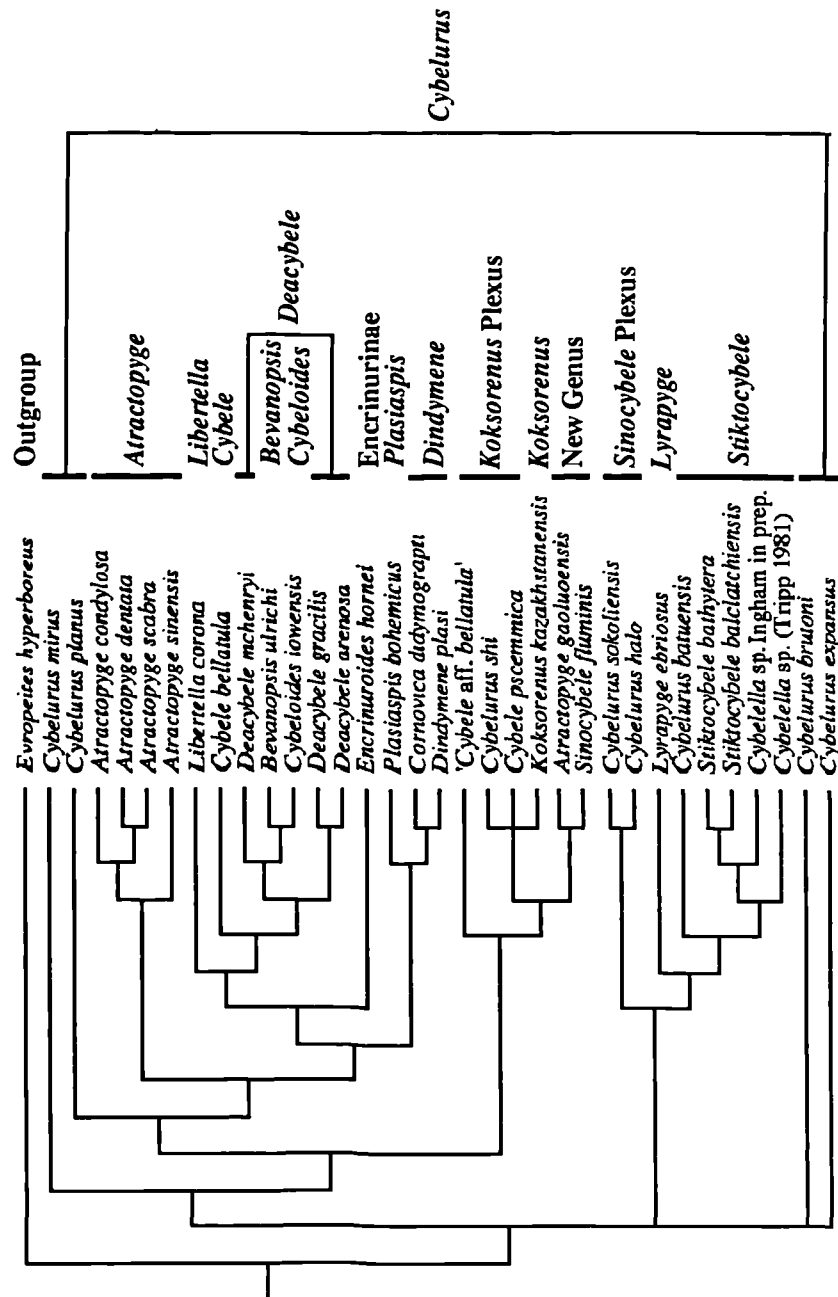 Evropeites hyperboreus
Cybelurus mirus
Cybelurus planus
Atractopyge condylosa
Atractopyge dentata
Atractopyge scabra
Atractopyge sinensis
Libertella corona
Cybele bellatula
Deacybele mchenryi
Bevanopsis ulrichi
Cybeloides iowensis
Deacybele gracilis
Deacybele arenosa
Encrinuroides hornei
Plasiaspis bohemicus
Cornovica didymograpti
Dindymene plasi
'Cybele aff. bellatula'
Cybelurus shi
Cybele pscemmica
Koksorenus kazakhstanensis
Atractopyge gaoluoensis
Sinocybele fluminis
Cybelurus sokoliensis
Cybelurus halo
Lyrapyge ebriosus
Cybelurus batuensis
Stiktocybele bathytera
Stiktocybele balclatchiensis
Cybelella sp. Ingham in prep.
Cybelella sp. (Tripp 1981)
Cybelurus brutoni
Cybelurus expansus
Outgroup
Atractopyge
Libertella
Cybele
Bevanopsis
Cybeloides
Deacybele
Encrinurinae
Plasiaspis
Dindymene
Koksorenus Plexus
Koksorenus
New Genus
Sinocybele Plexus
Lyrapyge
Stiktocybele
Cybelurus